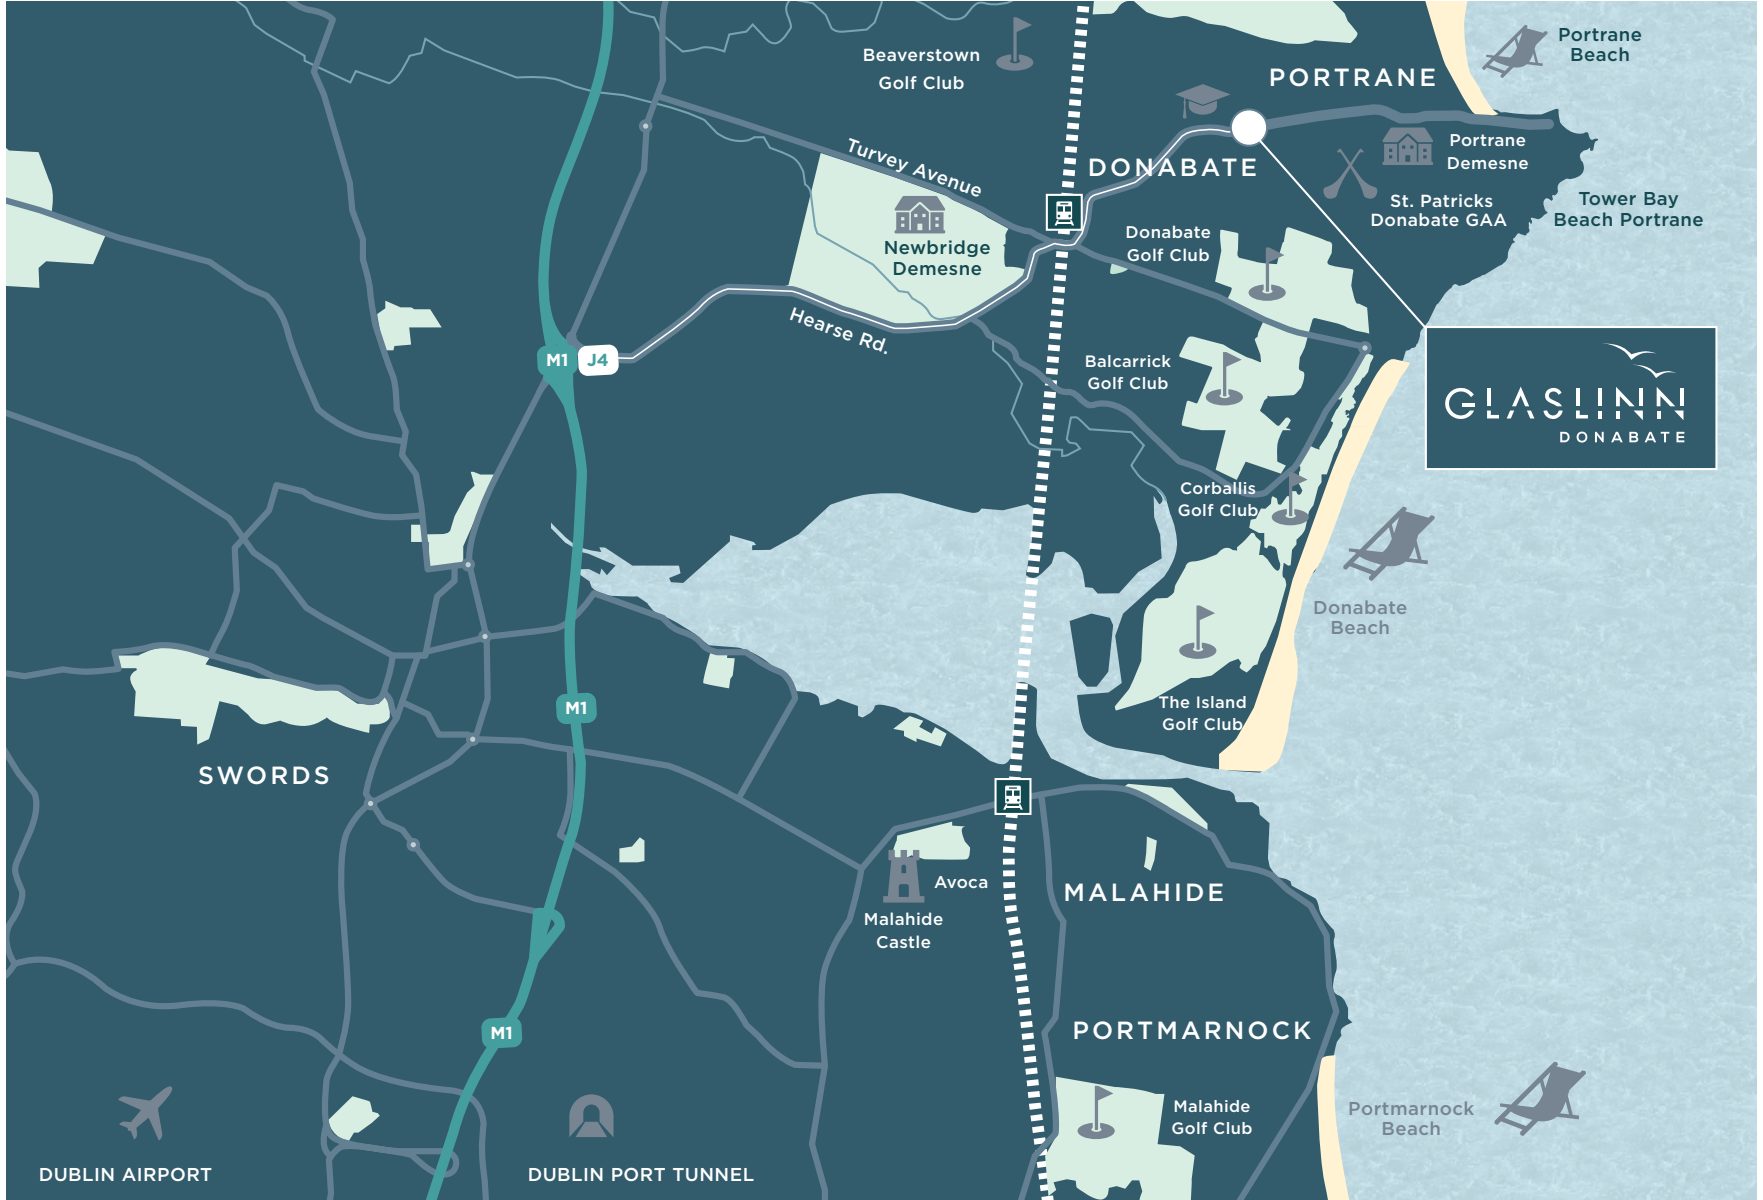 Beaverstown
Golf Club
Portrane
Beach
PORTRANE
Turvey Avenue
DONABATE
Portrane
Demesne
St. Patricks
Donabate GAA
Tower Bay
Beach Portrane
Newbridge
Demesne
Donabate
Golf Club
Hearse Rd.
M1
J4
Balcarrick
Golf Club
GLASLINN
DONABATE
Corballis
Golf Club
Donabate
Beach
The Island
Golf Club
M1
SWORDS
Avoca
Malahide
Castle
MALAHIDE
M1
PORTMARNOCK
Malahide
Golf Club
Portmarnock
Beach
DUBLIN AIRPORT
DUBLIN PORT TUNNEL